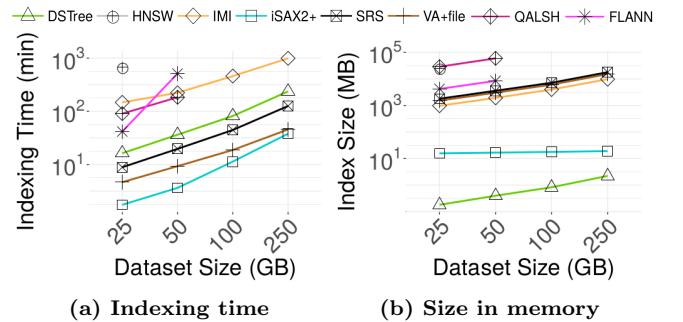 DSTree HNSW IMI iSAX2+ SRS VA+file QALSH FLANN
Indexing Time (min)
10³
10²
10¹
25 50 100 250
Dataset Size (GB)
(a) Indexing time
Index Size (MB)
10⁵
10³
10¹
25 50 100 250
Dataset Size (GB)
(b) Size in memory